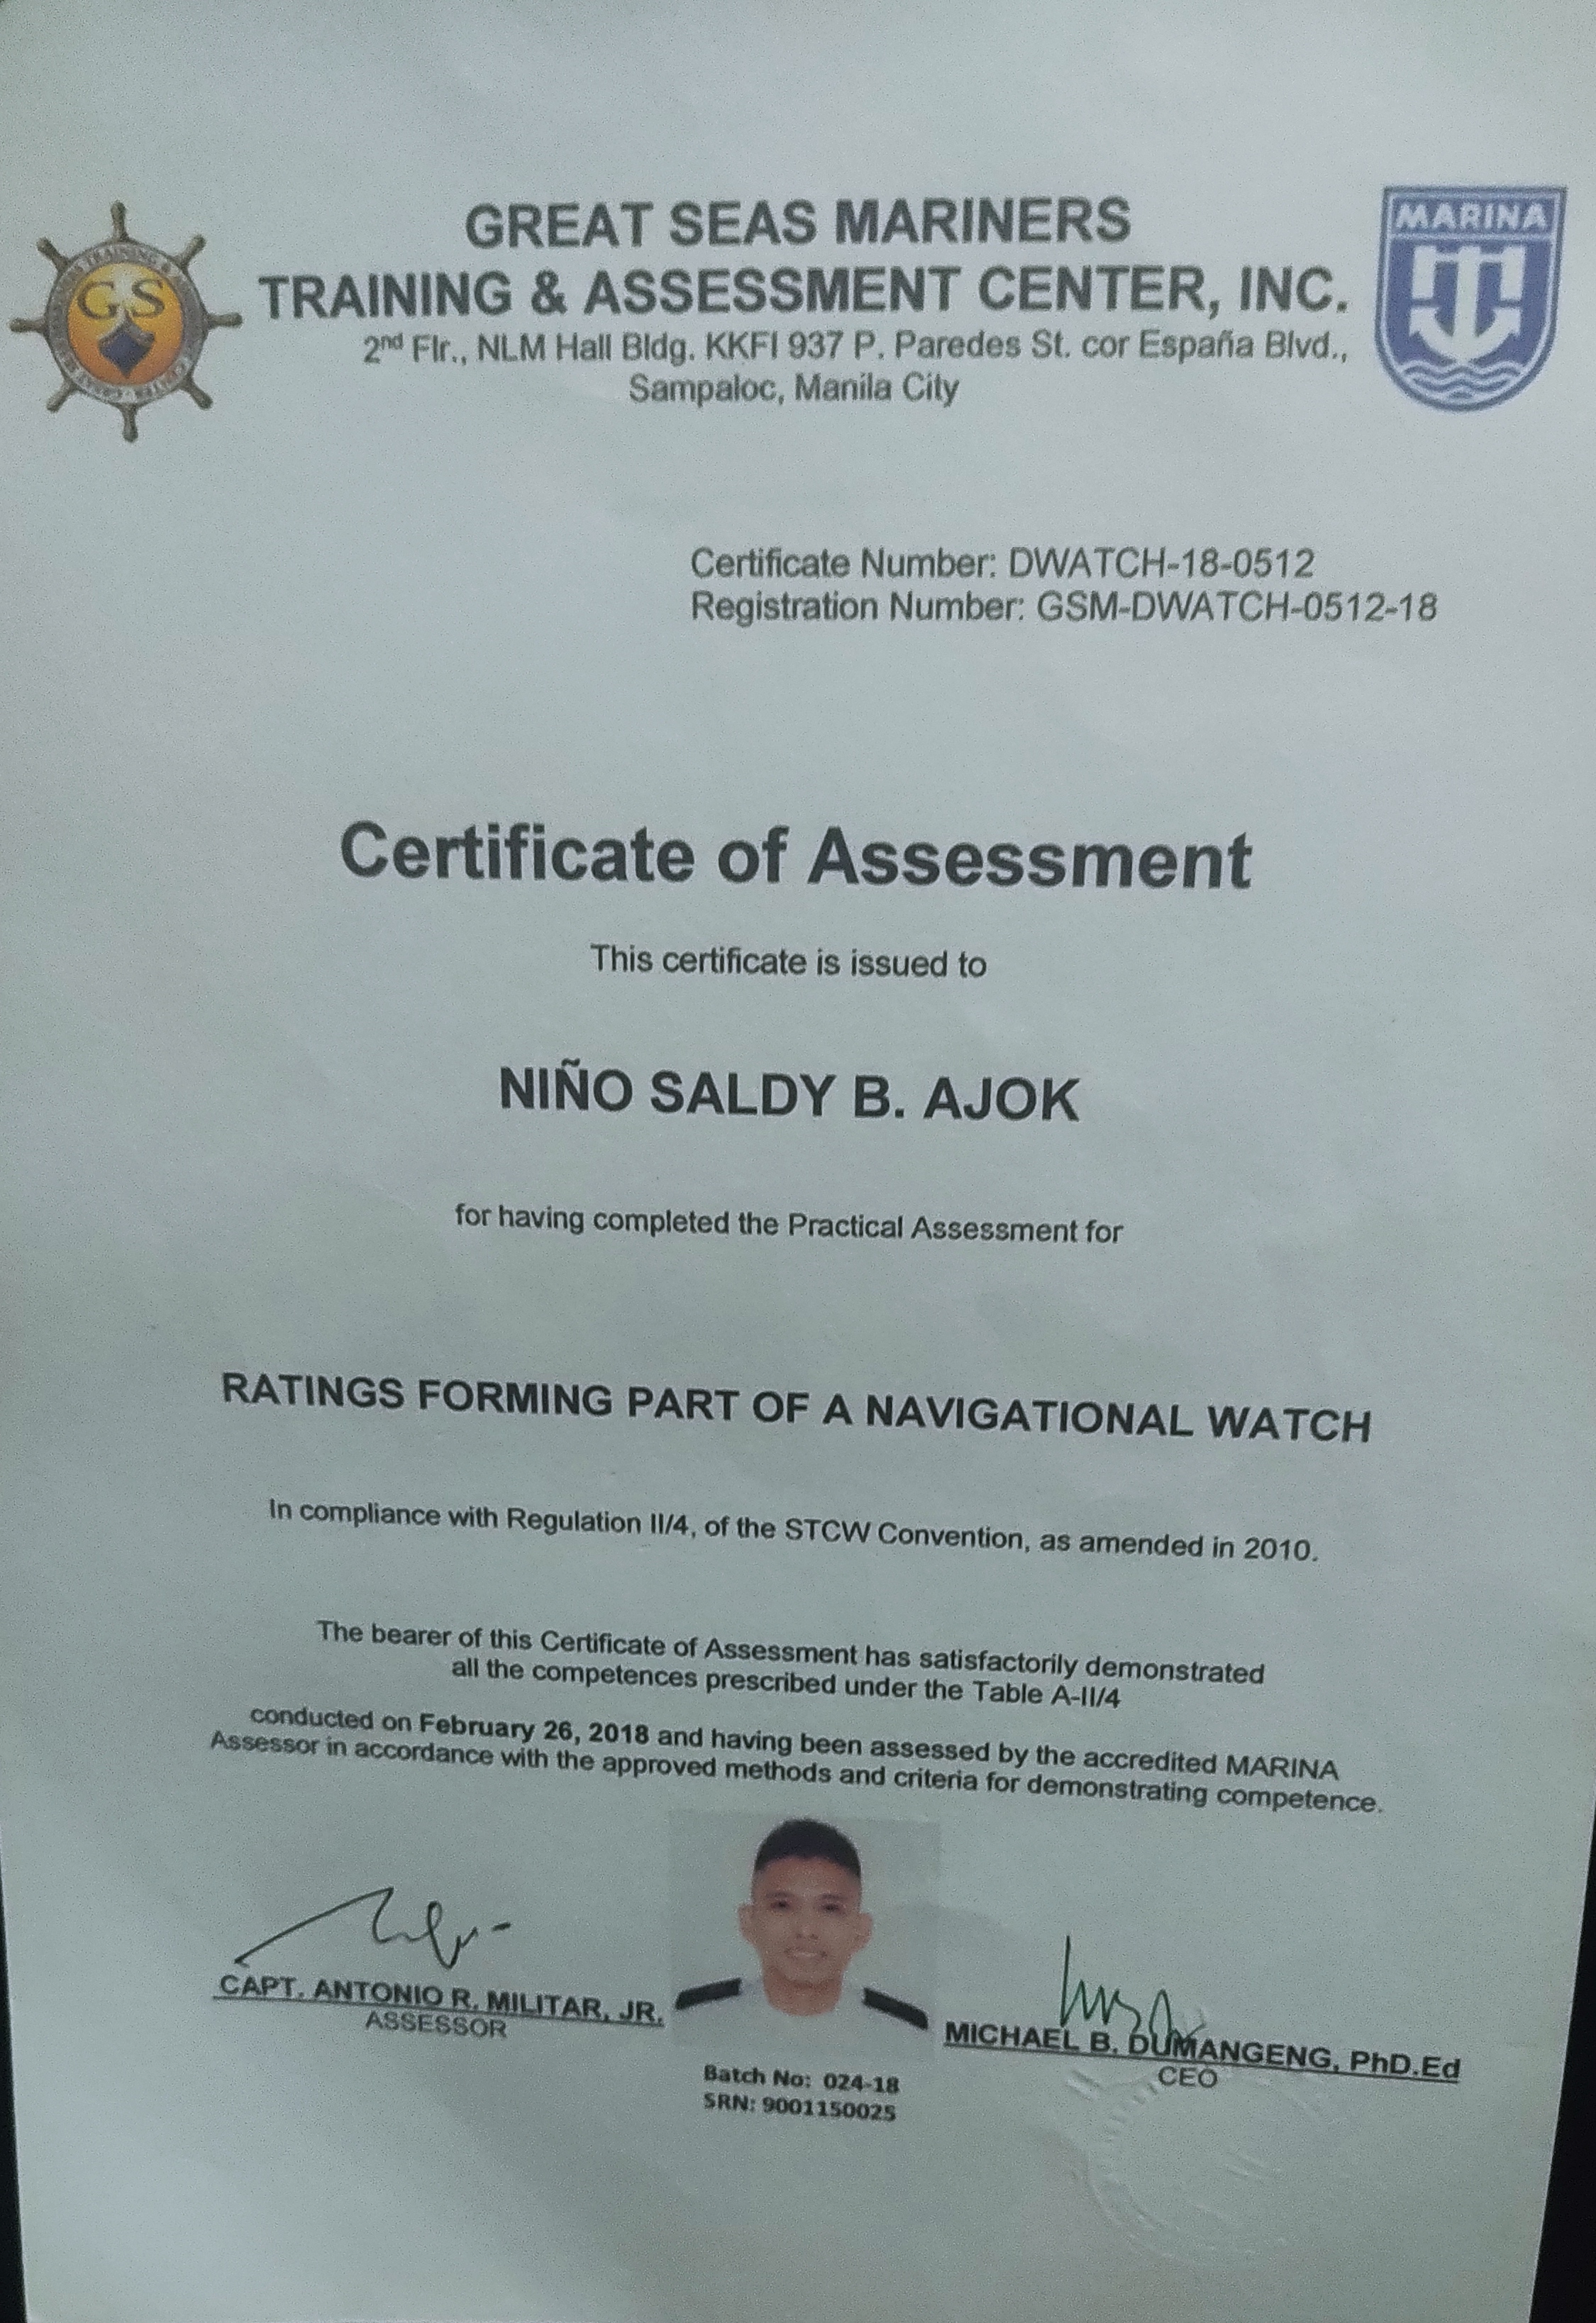 GREAT SEAS MARINERS
TRAINING & ASSESSMENT CENTER, INC.
2nd Flr., NLM Hall Bldg. KKFI 937 P. Paredes St. cor España Blvd.,
Sampaloc, Manila City
GS
MARINA
Certificate Number: DWATCH-18-0512
Registration Number: GSM-DWATCH-0512-18
Certificate of Assessment
This certificate is issued to
NIÑO SALDY B. AJOK
for having completed the Practical Assessment for
RATINGS FORMING PART OF A NAVIGATIONAL WATCH
In compliance with Regulation II/4, of the STCW Convention, as amended in 2010.
The bearer of this Certificate of Assessment has satisfactorily demonstrated
all the competences prescribed under the Table A-II/4
conducted on February 26, 2018 and having been assessed by the accredited MARINA
Assessor in accordance with the approved methods and criteria for demonstrating competence.
CAPT. ANTONIO R. MILITAR, JR.
ASSESSOR
MICHAEL B. DUMANGENG, PhD.Ed
CEO
Batch No: 024-18
SRN: 9001150025